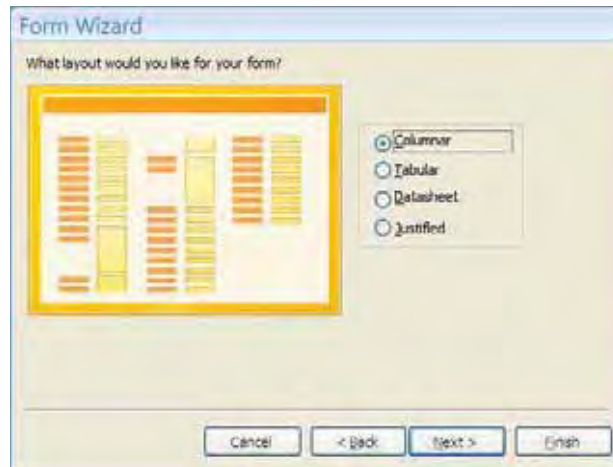 Form Wizard
What layout would you like for your form?
Columnar
Tabular
Datasheet
Justified
Cancel
< Back
Next >
Finish